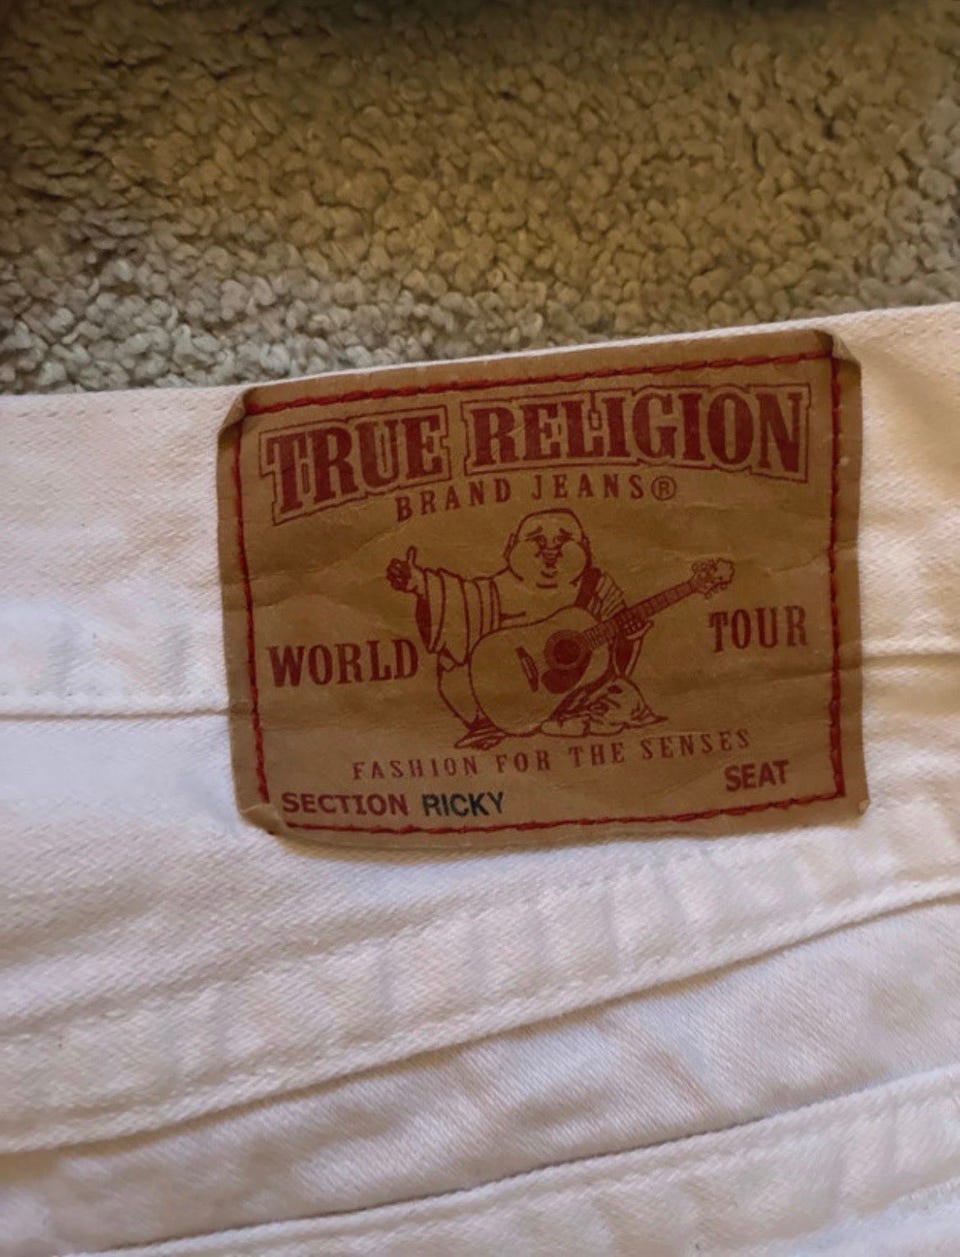 TRUE RELIGION
BRAND JEANS®
WORLD TOUR
FASHION FOR THE SENSES
SECTION RICKY SEAT